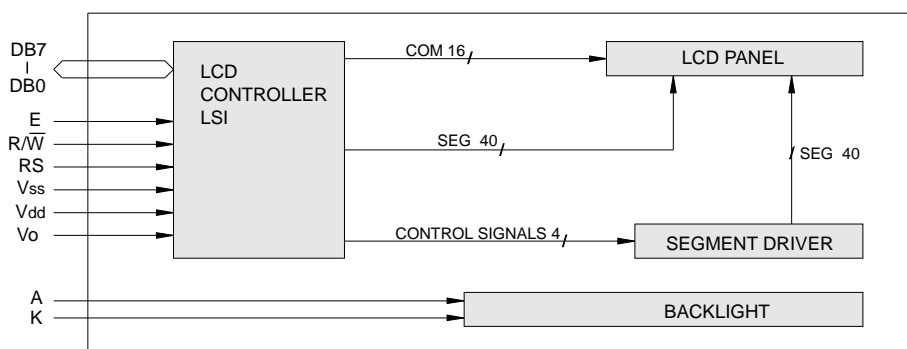 DB7
DB0
E
R/W̅
RS
Vss
Vdd
Vo
A
K
LCD
CONTROLLER
LSI
COM 16
SEG 40
CONTROL SIGNALS 4
LCD PANEL
SEG 40
SEGMENT DRIVER
BACKLIGHT